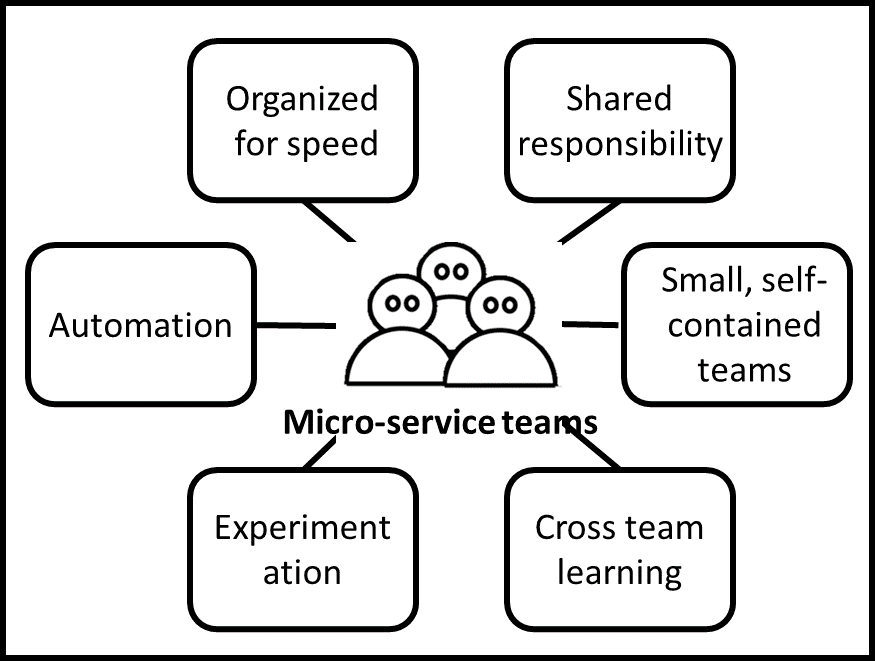 Organized
for speed
Shared
responsibility
Automation
Small, self-
contained
teams
Micro-service teams
Experiment
ation
Cross team
learning